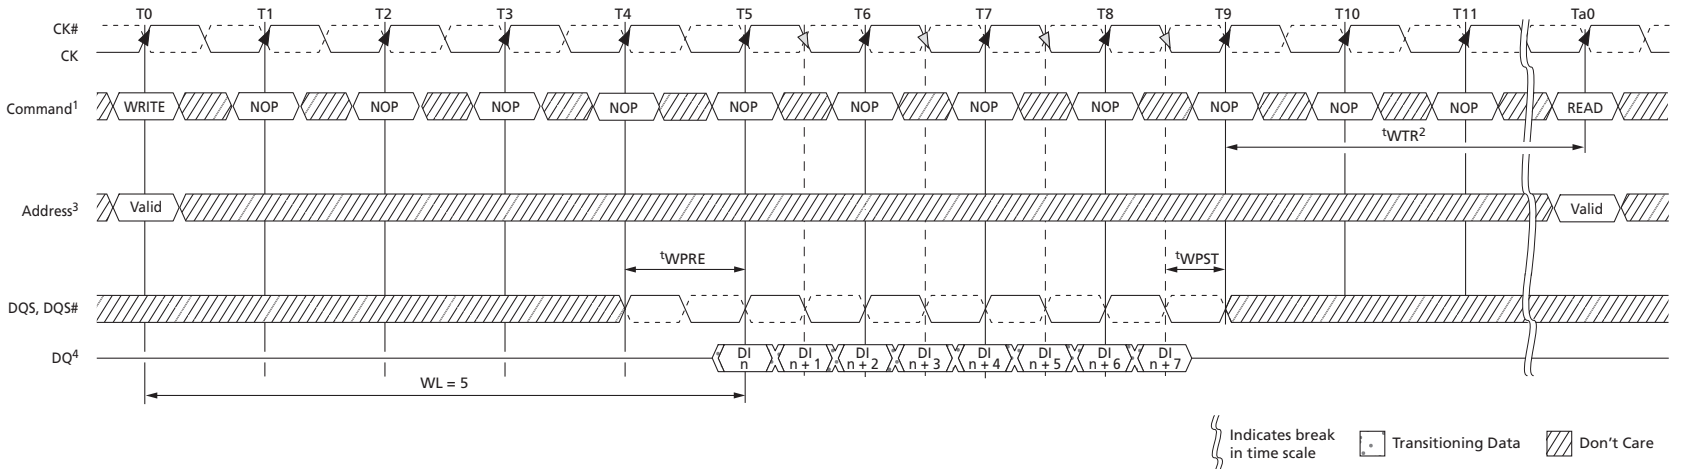 T0 T1 T2 T3 T4 T5 T6 T7 T8 T9 T10 T11 Ta0
CK#
CK
Command1 WRITE NOP NOP NOP NOP NOP NOP NOP NOP NOP NOP NOP READ
tWTR2
Address3 Valid Valid
tWPRE tWPST
DQS, DQS#
DQ4 DI n DI n + 1 DI n + 2 DI n + 3 DI n + 4 DI n + 5 DI n + 6 DI n + 7
WL = 5
Indicates break
in time scale
Transitioning Data
Don't Care